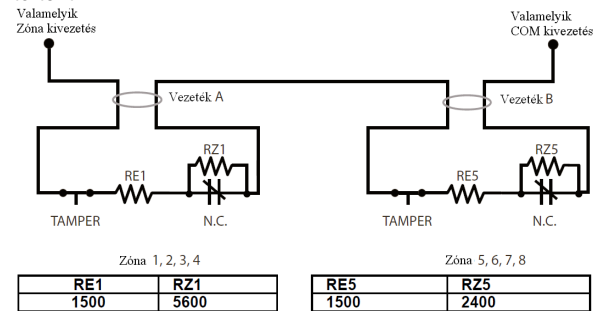 Valamelyik
Zóna kivezetés
Valamelyik
COM kivezetés
Vezeték A
Vezeték B
RZ1
RE1
RZ5
RE5
TAMPER
N.C.
TAMPER
N.C.
Zóna 1, 2, 3, 4
Zóna 5, 6, 7, 8
RE1 RZ1
1500 5600
RE5 RZ5
1500 2400